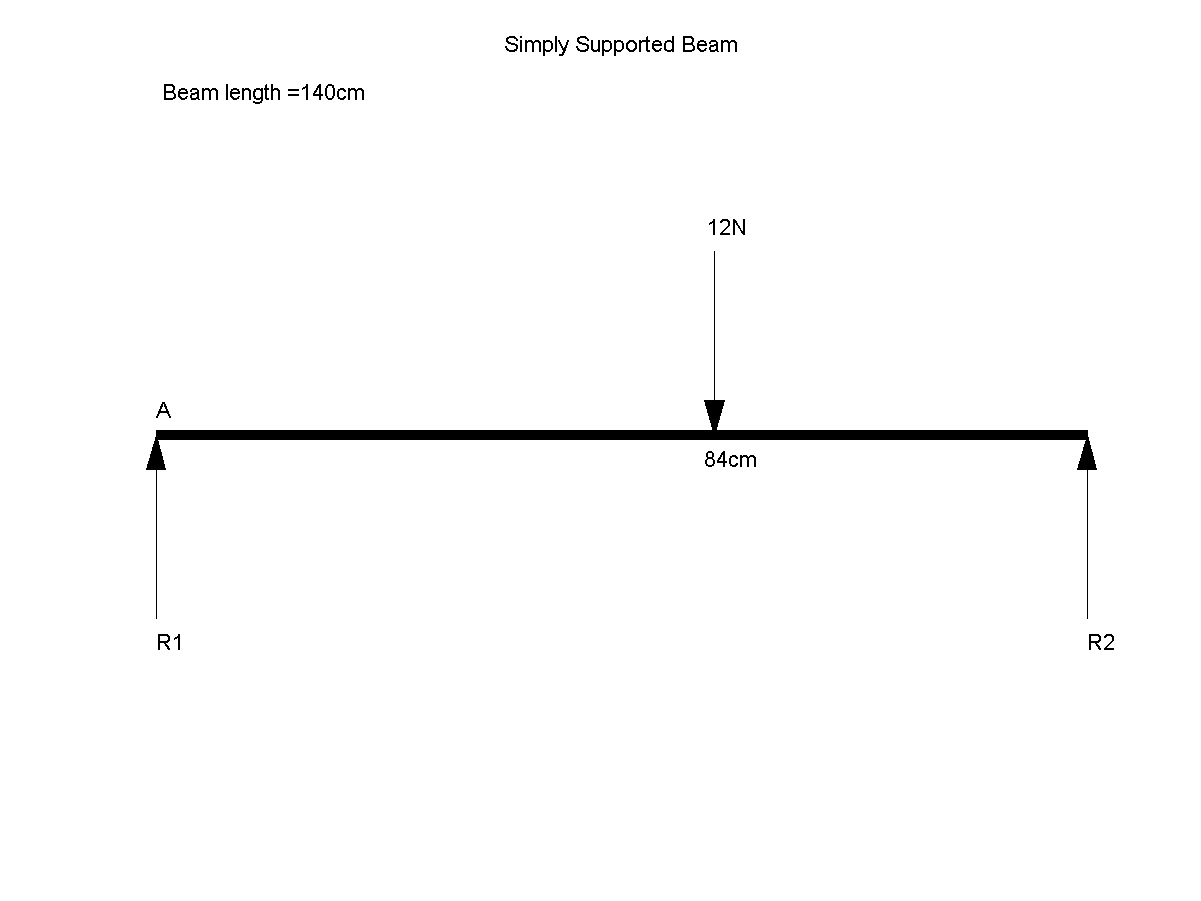 Simply Supported Beam
Beam length =140cm
12N
A
84cm
R1
R2